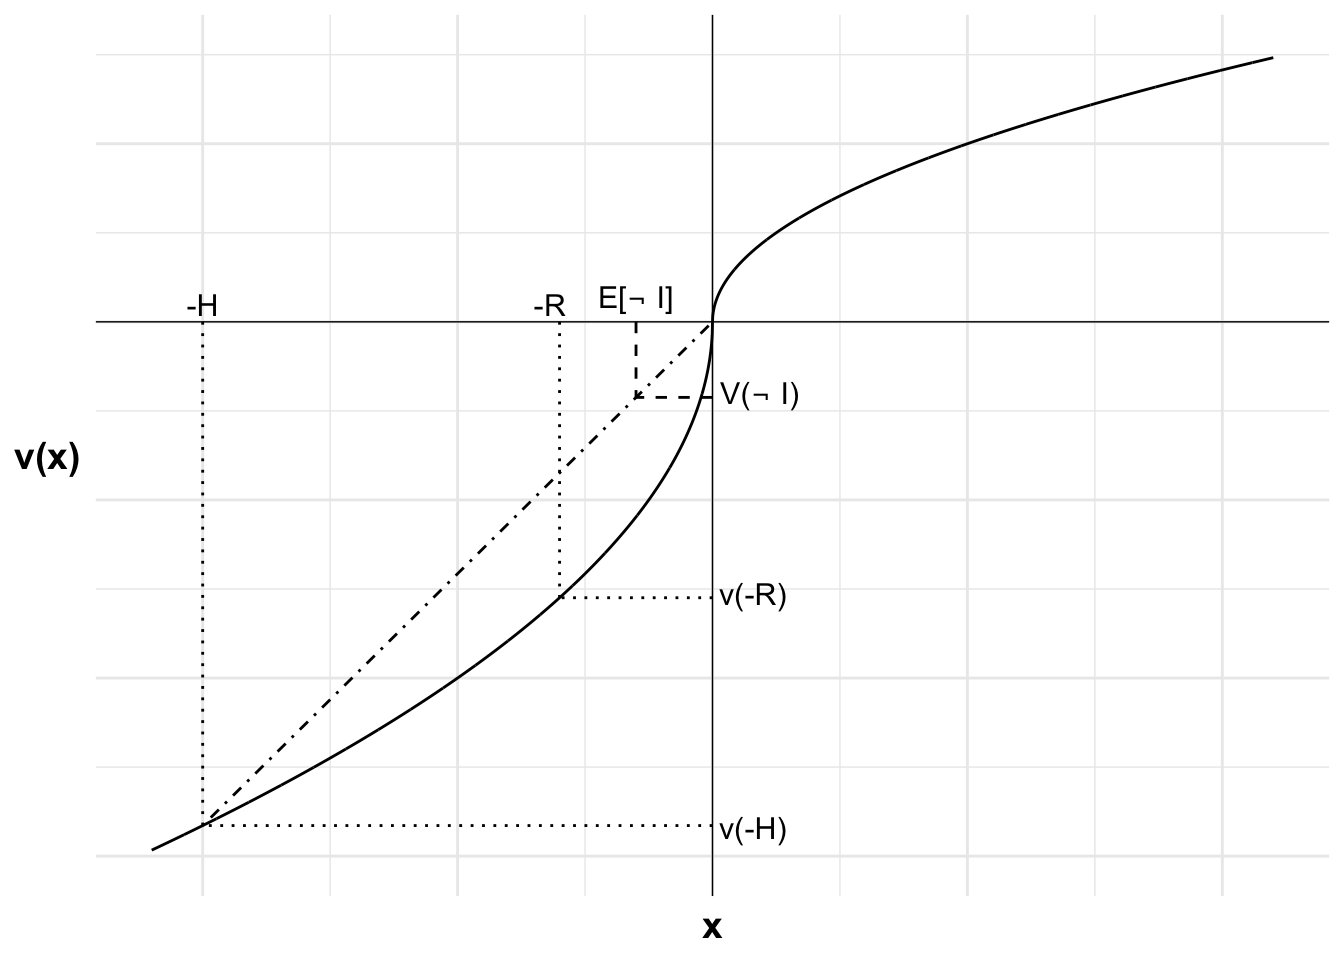 -H
-R
E[¬ I]
V(¬ I)
v(x)
v(-R)
v(-H)
x